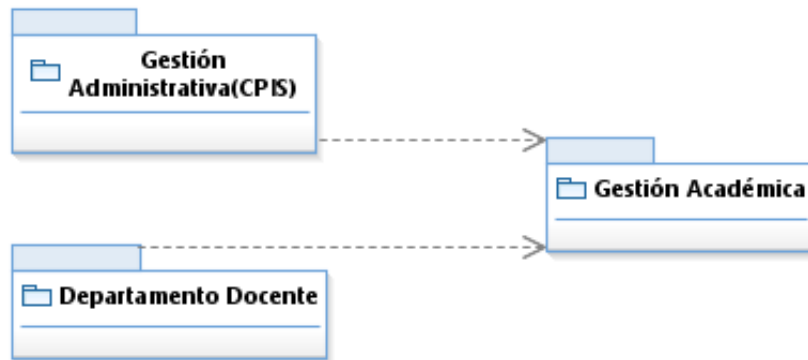 Gestión
Administrativa(CPIS)
Gestión Académica
Departamento Docente